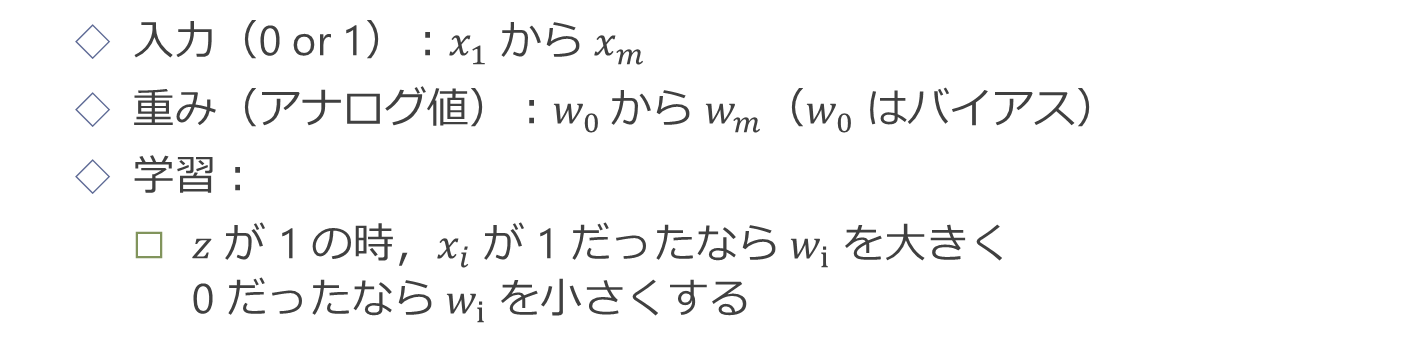 ◇ 入力（0 or 1）：x₁ から xₘ
◇ 重み（アナログ値）：w₀ から wₘ（w₀ はバイアス）
◇ 学習：
□ z が 1 の時，xᵢ が 1 だったなら wᵢ を大きく
0 だったなら wᵢ を小さくする